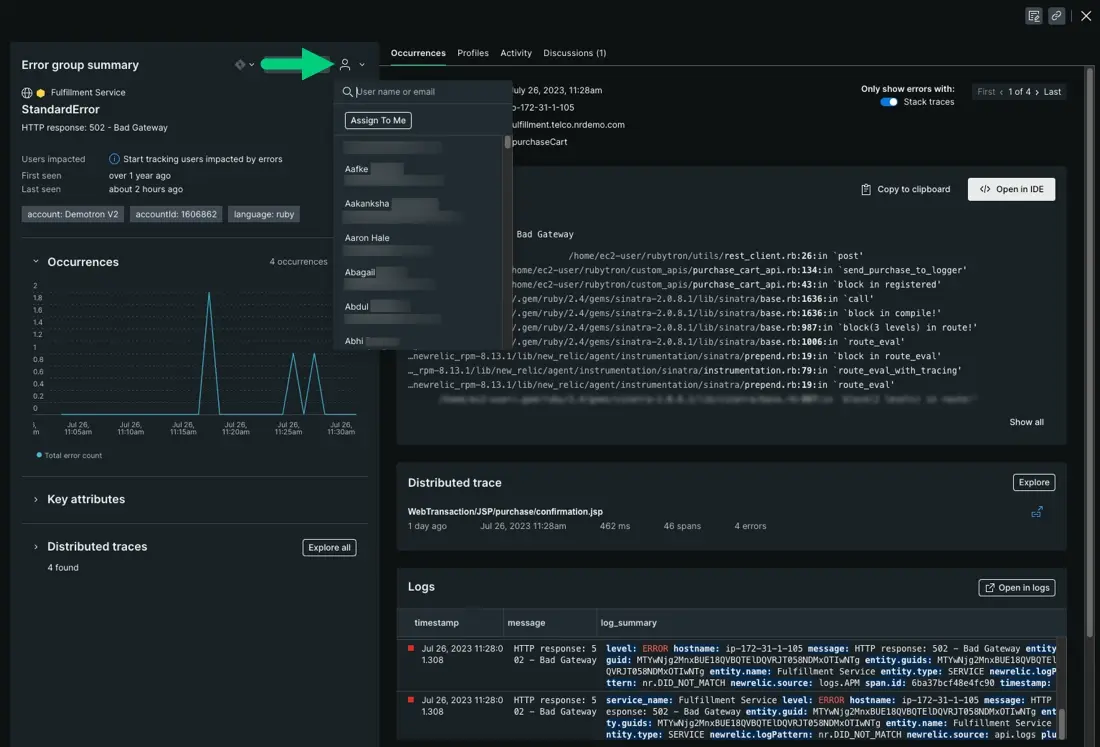 Error group summary
Fulfillment Service
StandardError
HTTP response: 502 - Bad Gateway
Users impacted
Start tracking users impacted by errors
First seen
over 1 year ago
Last seen
about 2 hours ago
account: Demotron V2
accountId: 1606862
language: ruby
Occurrences
4 occurrences
2
1.8
1.6
1.4
1.2
1
0.8
0.6
0.4
0.2
0
m
Jul 26,
11:05am
Jul 26,
11:10am
Jul 26,
11:15am
Jul 26,
11:20am
Jul 26,
11:25am
Jul 26,
11:30am
Total error count
Key attributes
Distributed traces
Explore all
4 found
User name or email
Assign To Me
Aafke
Aakanksha
Aaron Hale
Abagail
Abdul
Abhi
Occurrences
Profiles
Activity
Discussions (1)
July 26, 2023, 11:28am
p-172-31-1-105
ulfillment.telco.nrdemo.com
purchaseCart
Only show errors with:
Stack traces
First ‹ 1 of 4 › Last
Copy to clipboard
</> Open in IDE
Bad Gateway
/home/ec2-user/rubytron/utils/rest_client.rb:26:in `post'
home/ec2-user/rubytron/custom_apis/purchase_cart_api.rb:134:in `send_purchase_to_logger'
home/ec2-user/rubytron/custom_apis/purchase_cart_api.rb:43:in `block in registered'
/.gem/ruby/2.4/gems/sinatra-2.0.8.1/lib/sinatra/base.rb:1636:in `call'
/.gem/ruby/2.4/gems/sinatra-2.0.8.1/lib/sinatra/base.rb:1636:in `block in compile!'
/.gem/ruby/2.4/gems/sinatra-2.0.8.1/lib/sinatra/base.rb:987:in `block(3 levels) in route!'
/.gem/ruby/2.4/gems/sinatra-2.0.8.1/lib/sinatra/base.rb:1006:in `route_eval'
…newrelic_rpm-8.13.1/lib/new_relic/agent/instrumentation/sinatra/prepend.rb:19:in `block in route_eval'
…_rpm-8.13.1/lib/new_relic/agent/instrumentation/sinatra/instrumentation.rb:79:in `route_eval_with_tracing'
…newrelic_rpm-8.13.1/lib/new_relic/agent/instrumentation/sinatra/prepend.rb:19:in `route_eval'
Show all
Distributed trace
Explore
WebTransaction/JSP/purchase/confirmation.jsp
1 day ago
Jul 26, 2023 11:28am
462 ms
46 spans
4 errors
Logs
Open in logs
timestamp
message
log_summary
Jul 26, 2023 11:28:0
1.308
HTTP response: 5
02 – Bad Gateway
level: ERROR hostname: ip-172-31-1-105 message: HTTP response: 502 – Bad Gateway entity
guid: MTYwNjg2MnxBUE18QVBQTElDQVRJT058NDMxOTIwNTg entity.guids: MTYwNjg2MnxBUE18QVBQTEl
QVRJT058NDMxOTIwNTg entity.name: Fulfillment Service entity.type: SERVICE newrelic.logP
ttern: nr.DID_NOT_MATCH newrelic.source: logs.APM span.id: 6ba37bcf48e4fc90 timestamp:
Jul 26, 2023 11:28:0
1.308
HTTP response: 5
02 – Bad Gateway
service_name: Fulfillment Service level: ERROR hostname: ip-172-31-1-105 message: HTTP
esponse: 502 – Bad Gateway entity.guid: MTYwNjg2MnxBUE18QVBQTElDQVRJT058NDMxOTIwNTg ent
ty.guids: MTYwNjg2MnxBUE18QVBQTElDQVRJT058NDMxOTIwNTg entity.name: Fulfillment Service
ntity.type: SERVICE newrelic.logPattern: nr.DID_NOT_MATCH newrelic.source: api.logs plu